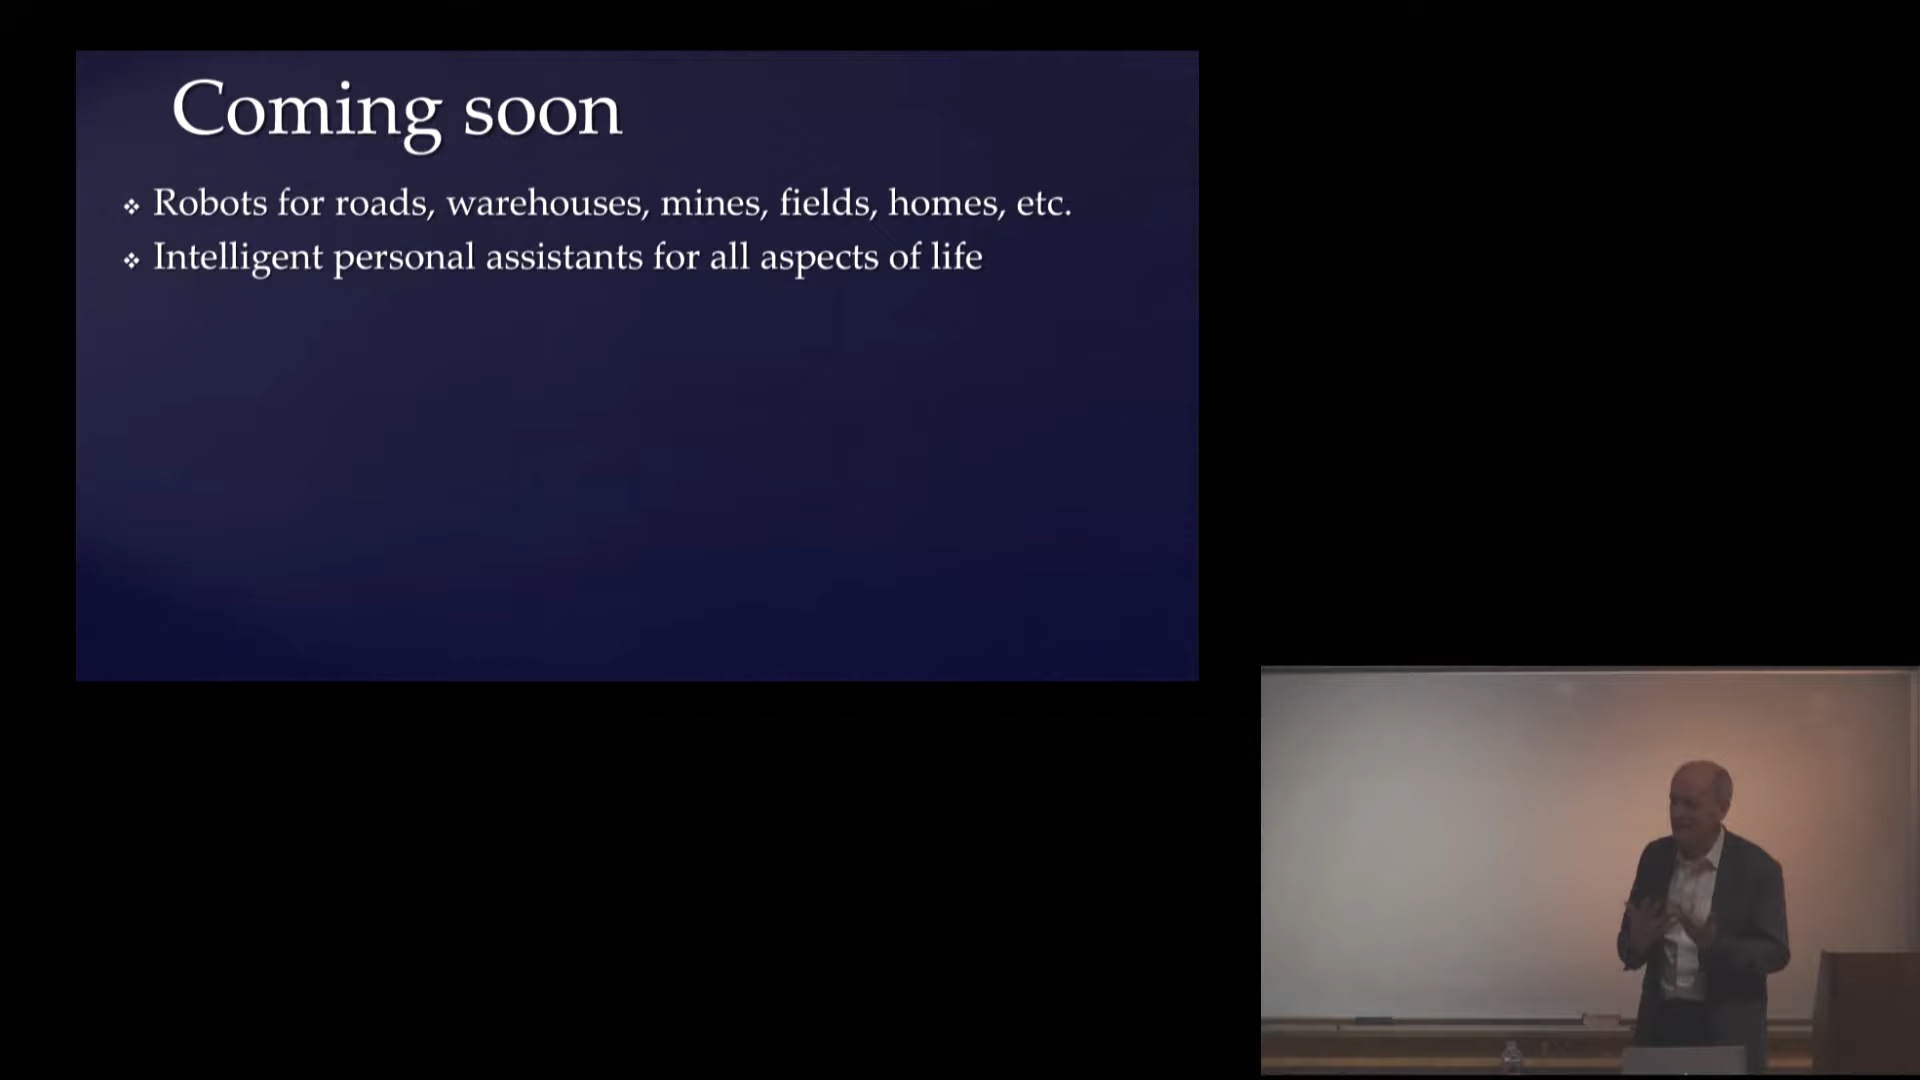 Coming soon
❖ Robots for roads, warehouses, mines, fields, homes, etc.
❖ Intelligent personal assistants for all aspects of life